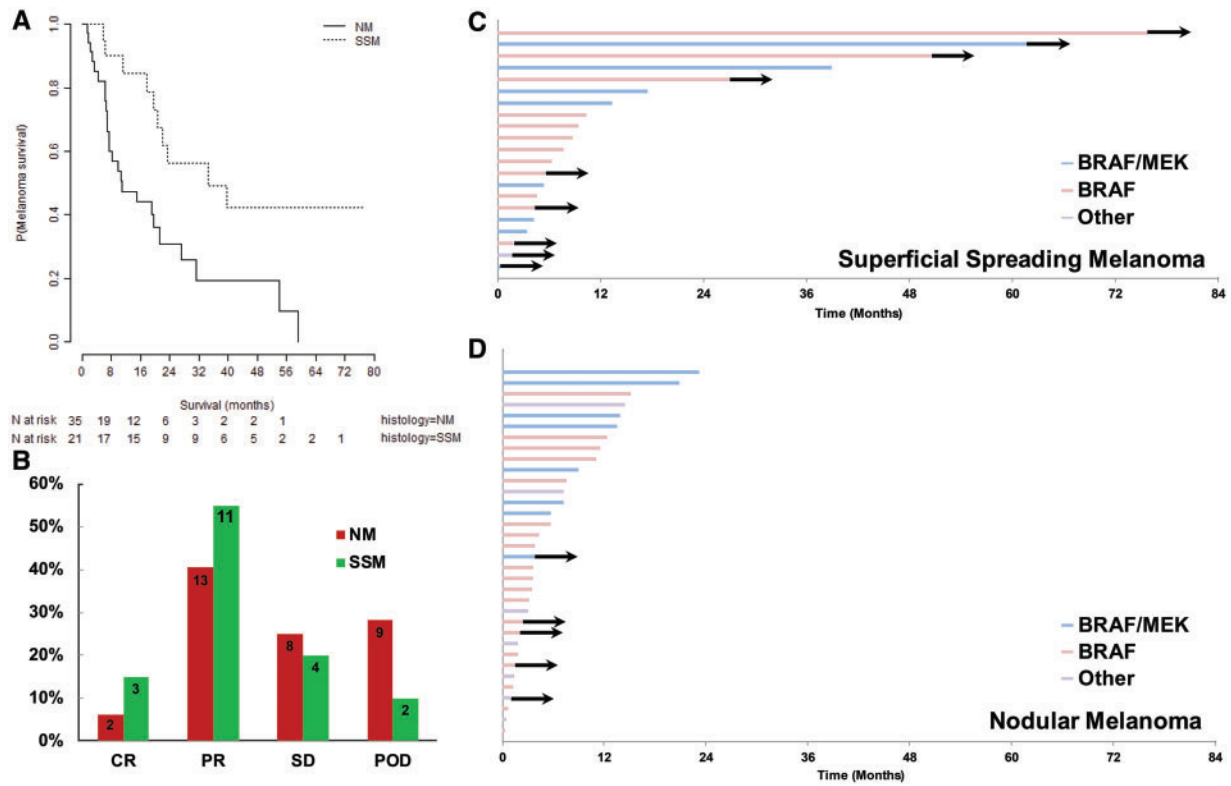 A
NM
SSM
P(Melanoma survival)
1.0
0.8
0.6
0.4
0.2
0.0
0 8 16 24 32 40 48 56 64 72 80
Survival (months)
N at risk 35 19 12 6 3 2 2 1 histology=NM
N at risk 21 17 15 9 9 6 5 2 2 1 histology=SSM
B
60%
50%
40%
30%
20%
10%
0%
NM
SSM
2 3 13 11 8 4 9 2
CR PR SD POD
C
BRAF/MEK
BRAF
Other
Superficial Spreading Melanoma
0 12 24 36 48 60 72 84
Time (Months)
D
BRAF/MEK
BRAF
Other
Nodular Melanoma
0 12 24 36 48 60 72 84
Time (Months)